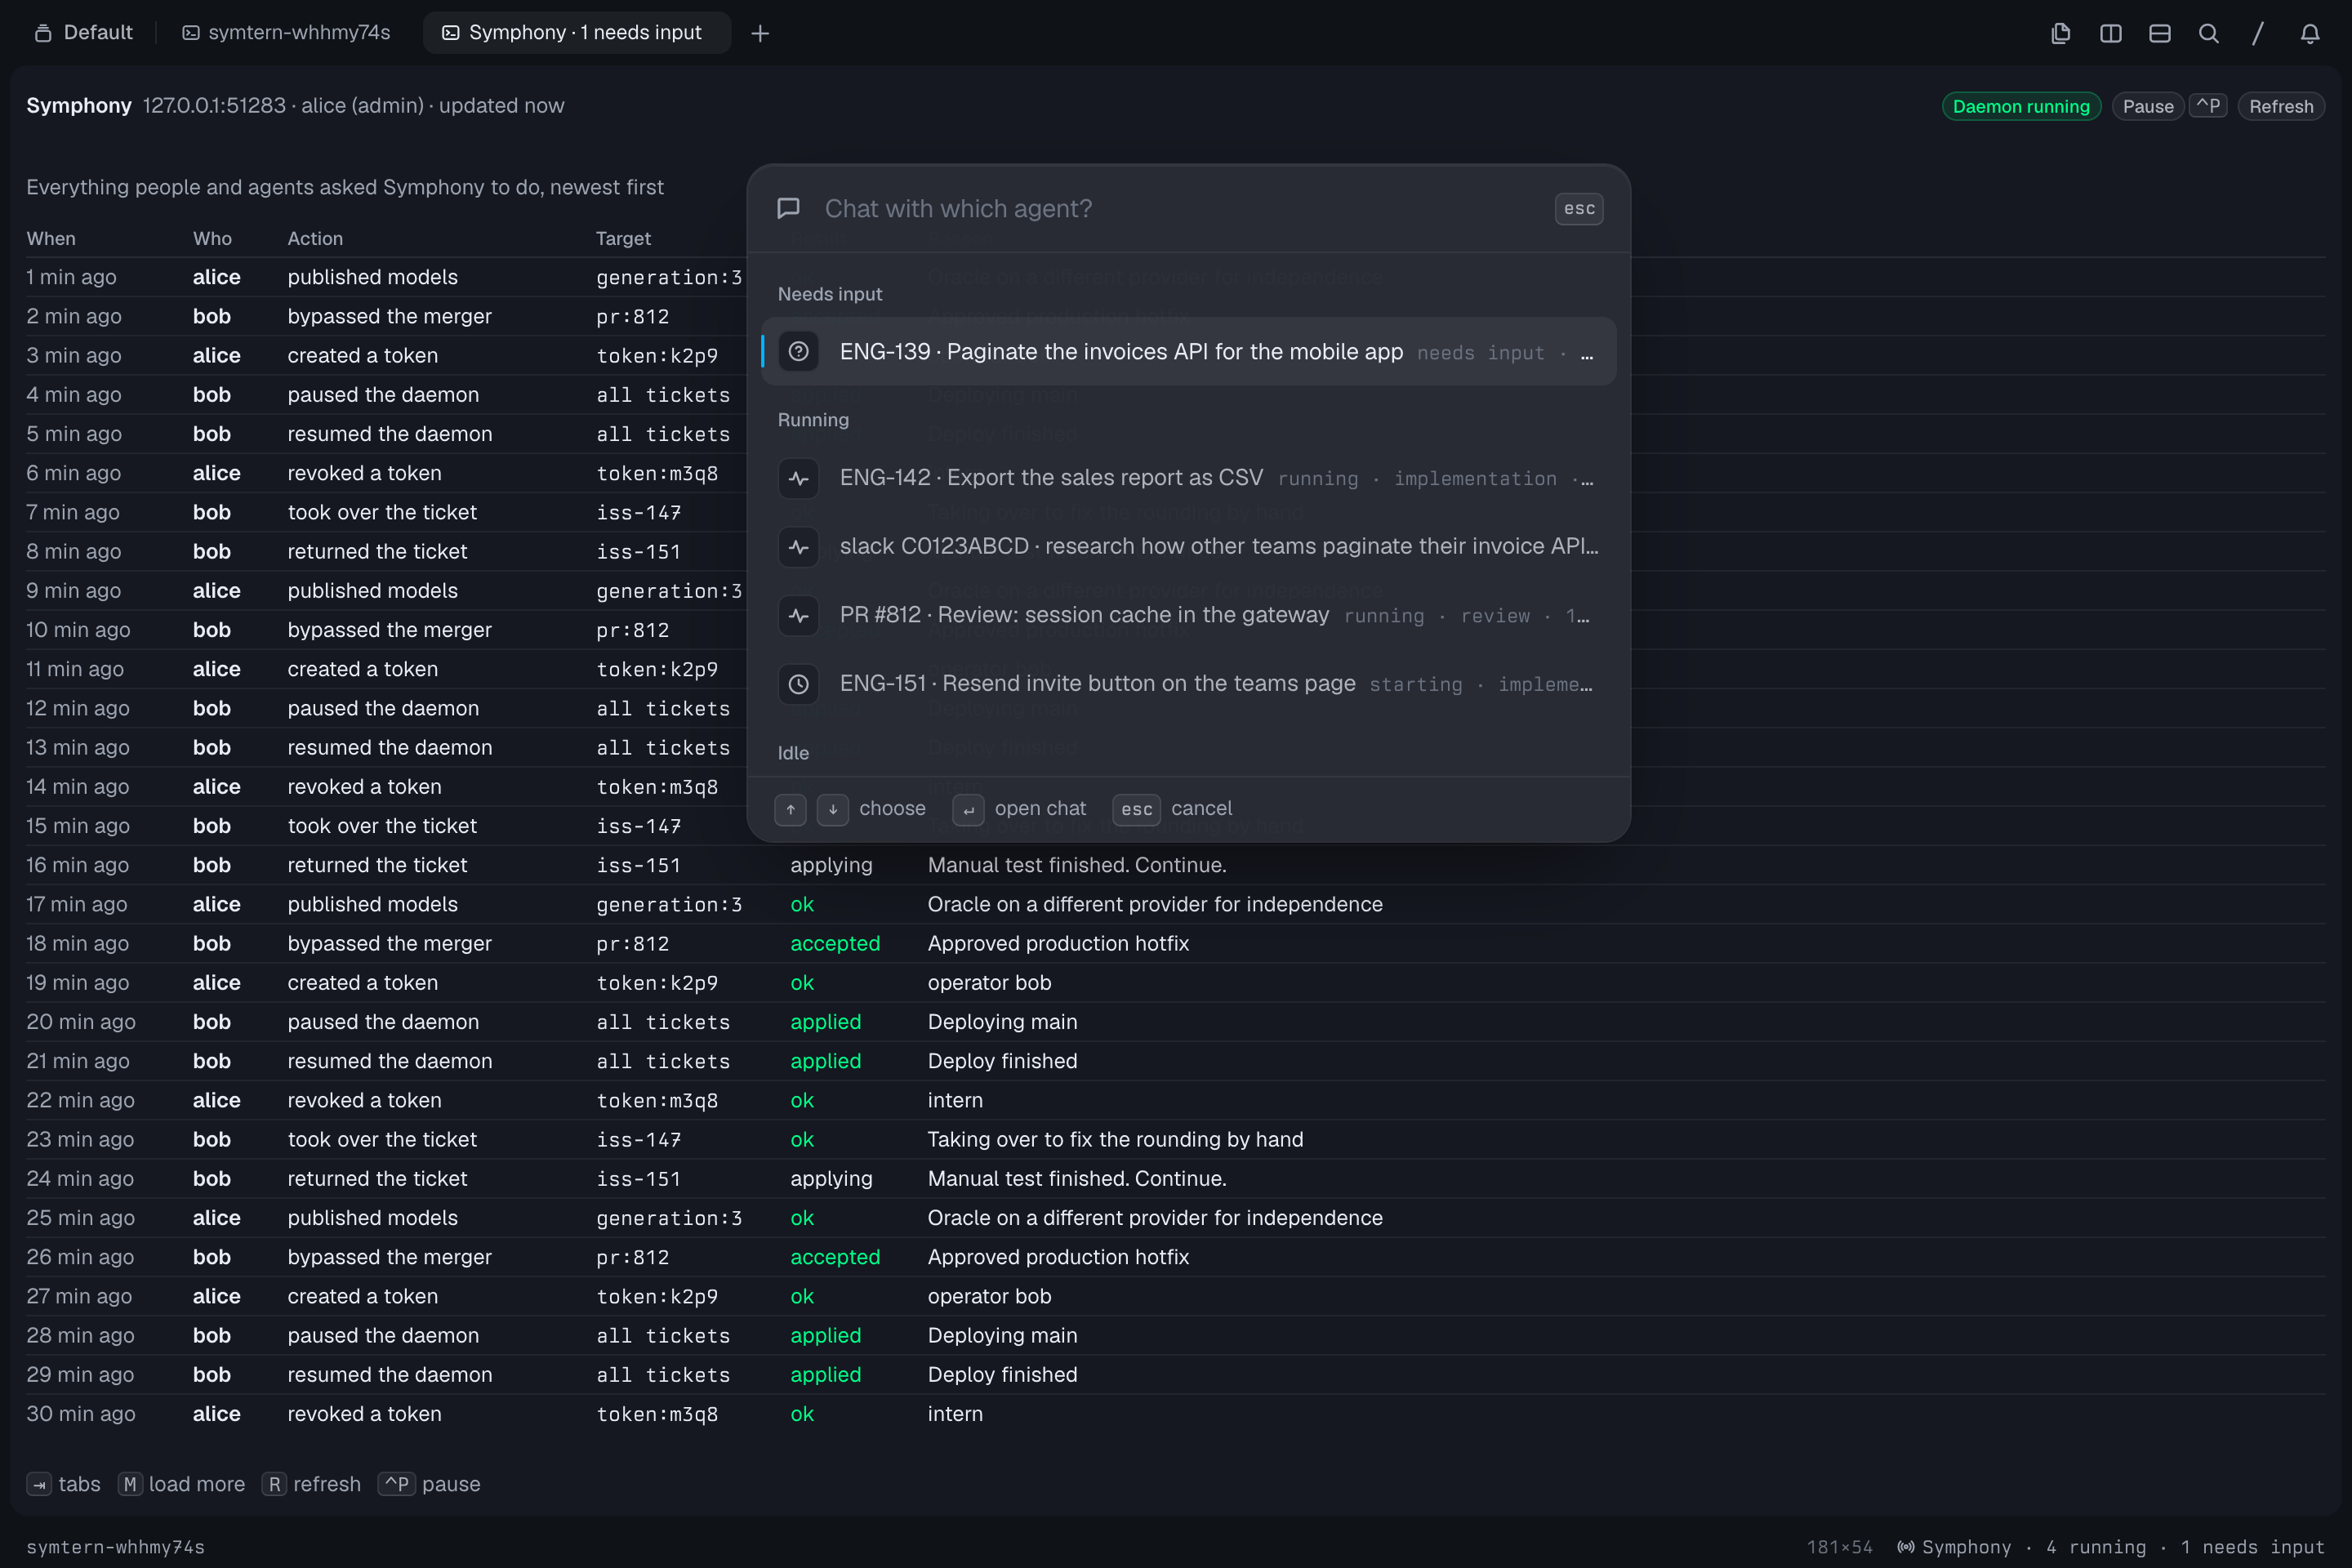 Default symtern-whhmy74s Symphony · 1 needs input
Symphony 127.0.0.1:51283 · alice (admin) · updated now Daemon running Pause ^P Refresh
Everything people and agents asked Symphony to do, newest first
When Who Action Target
1 min ago alice published models generation:3
2 min ago bob bypassed the merger pr:812
3 min ago alice created a token token:k2p9
4 min ago bob paused the daemon all tickets
5 min ago bob resumed the daemon all tickets
6 min ago alice revoked a token token:m3q8
7 min ago bob took over the ticket iss-147
8 min ago bob returned the ticket iss-151
9 min ago alice published models generation:3
10 min ago bob bypassed the merger pr:812
11 min ago alice created a token token:k2p9
12 min ago bob paused the daemon all tickets
13 min ago bob resumed the daemon all tickets
14 min ago alice revoked a token token:m3q8
15 min ago bob took over the ticket iss-147
16 min ago bob returned the ticket iss-151 applying Manual test finished. Continue.
17 min ago alice published models generation:3 ok Oracle on a different provider for independence
18 min ago bob bypassed the merger pr:812 accepted Approved production hotfix
19 min ago alice created a token token:k2p9 ok operator bob
20 min ago bob paused the daemon all tickets applied Deploying main
21 min ago bob resumed the daemon all tickets applied Deploy finished
22 min ago alice revoked a token token:m3q8 ok intern
23 min ago bob took over the ticket iss-147 ok Taking over to fix the rounding by hand
24 min ago bob returned the ticket iss-151 applying Manual test finished. Continue.
25 min ago alice published models generation:3 ok Oracle on a different provider for independence
26 min ago bob bypassed the merger pr:812 accepted Approved production hotfix
27 min ago alice created a token token:k2p9 ok operator bob
28 min ago bob paused the daemon all tickets applied Deploying main
29 min ago bob resumed the daemon all tickets applied Deploy finished
30 min ago alice revoked a token token:m3q8 ok intern
Chat with which agent? esc
Needs input
ENG-139 · Paginate the invoices API for the mobile app needs input · …
Running
ENG-142 · Export the sales report as CSV running · implementation ·…
slack C0123ABCD · research how other teams paginate their invoice API…
PR #812 · Review: session cache in the gateway running · review · 1…
ENG-151 · Resend invite button on the teams page starting · impleme…
Idle
↑ ↓ choose ↵ open chat esc cancel
⇥ tabs M load more R refresh ^P pause
symtern-whhmy74s 181×54 Symphony · 4 running · 1 needs input